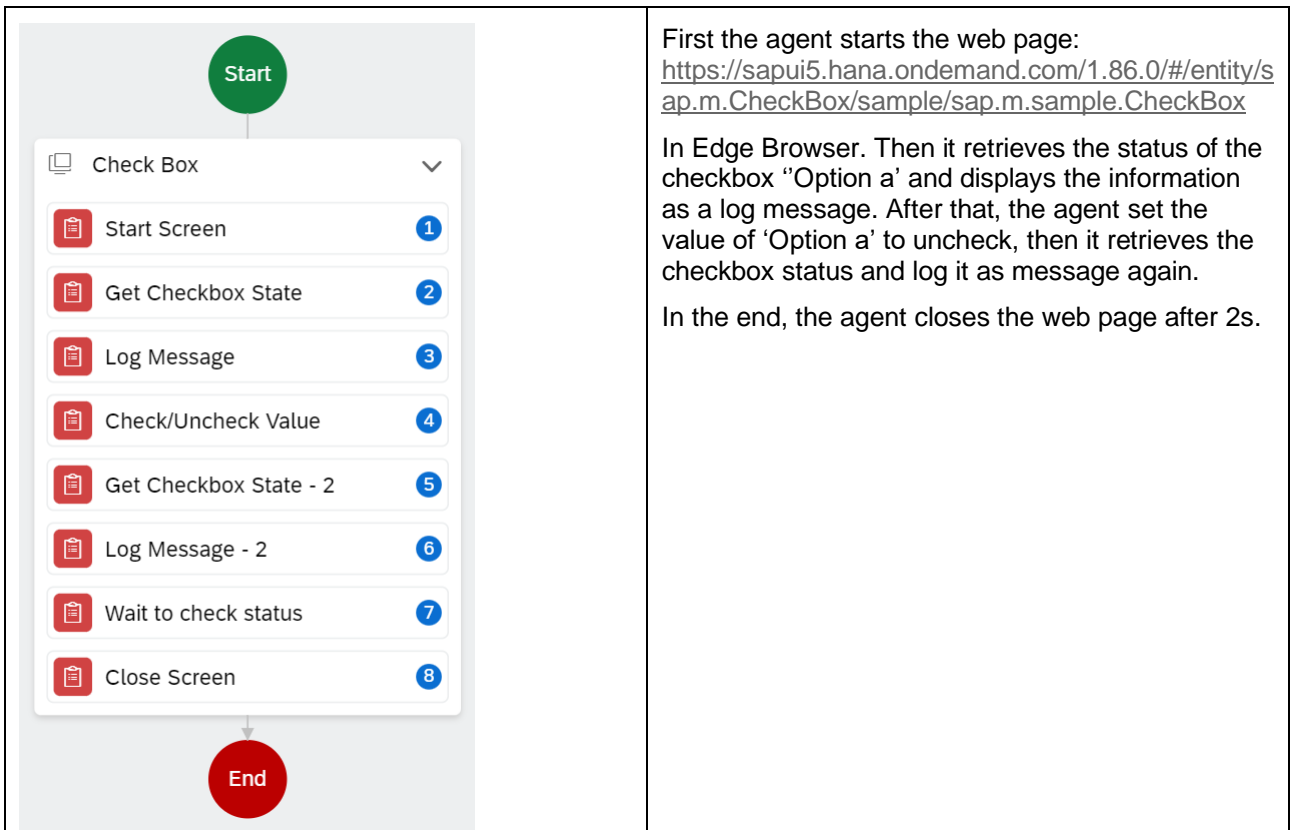 Start
Check Box
Start Screen 1
Get Checkbox State 2
Log Message 3
Check/Uncheck Value 4
Get Checkbox State - 2 5
Log Message - 2 6
Wait to check status 7
Close Screen 8
End
First the agent starts the web page:
https://sapui5.hana.ondemand.com/1.86.0/#/entity/s
ap.m.CheckBox/sample/sap.m.sample.CheckBox
In Edge Browser. Then it retrieves the status of the
checkbox ‘’Option a’ and displays the information
as a log message. After that, the agent set the
value of ‘Option a’ to uncheck, then it retrieves the
checkbox status and log it as message again.
In the end, the agent closes the web page after 2s.